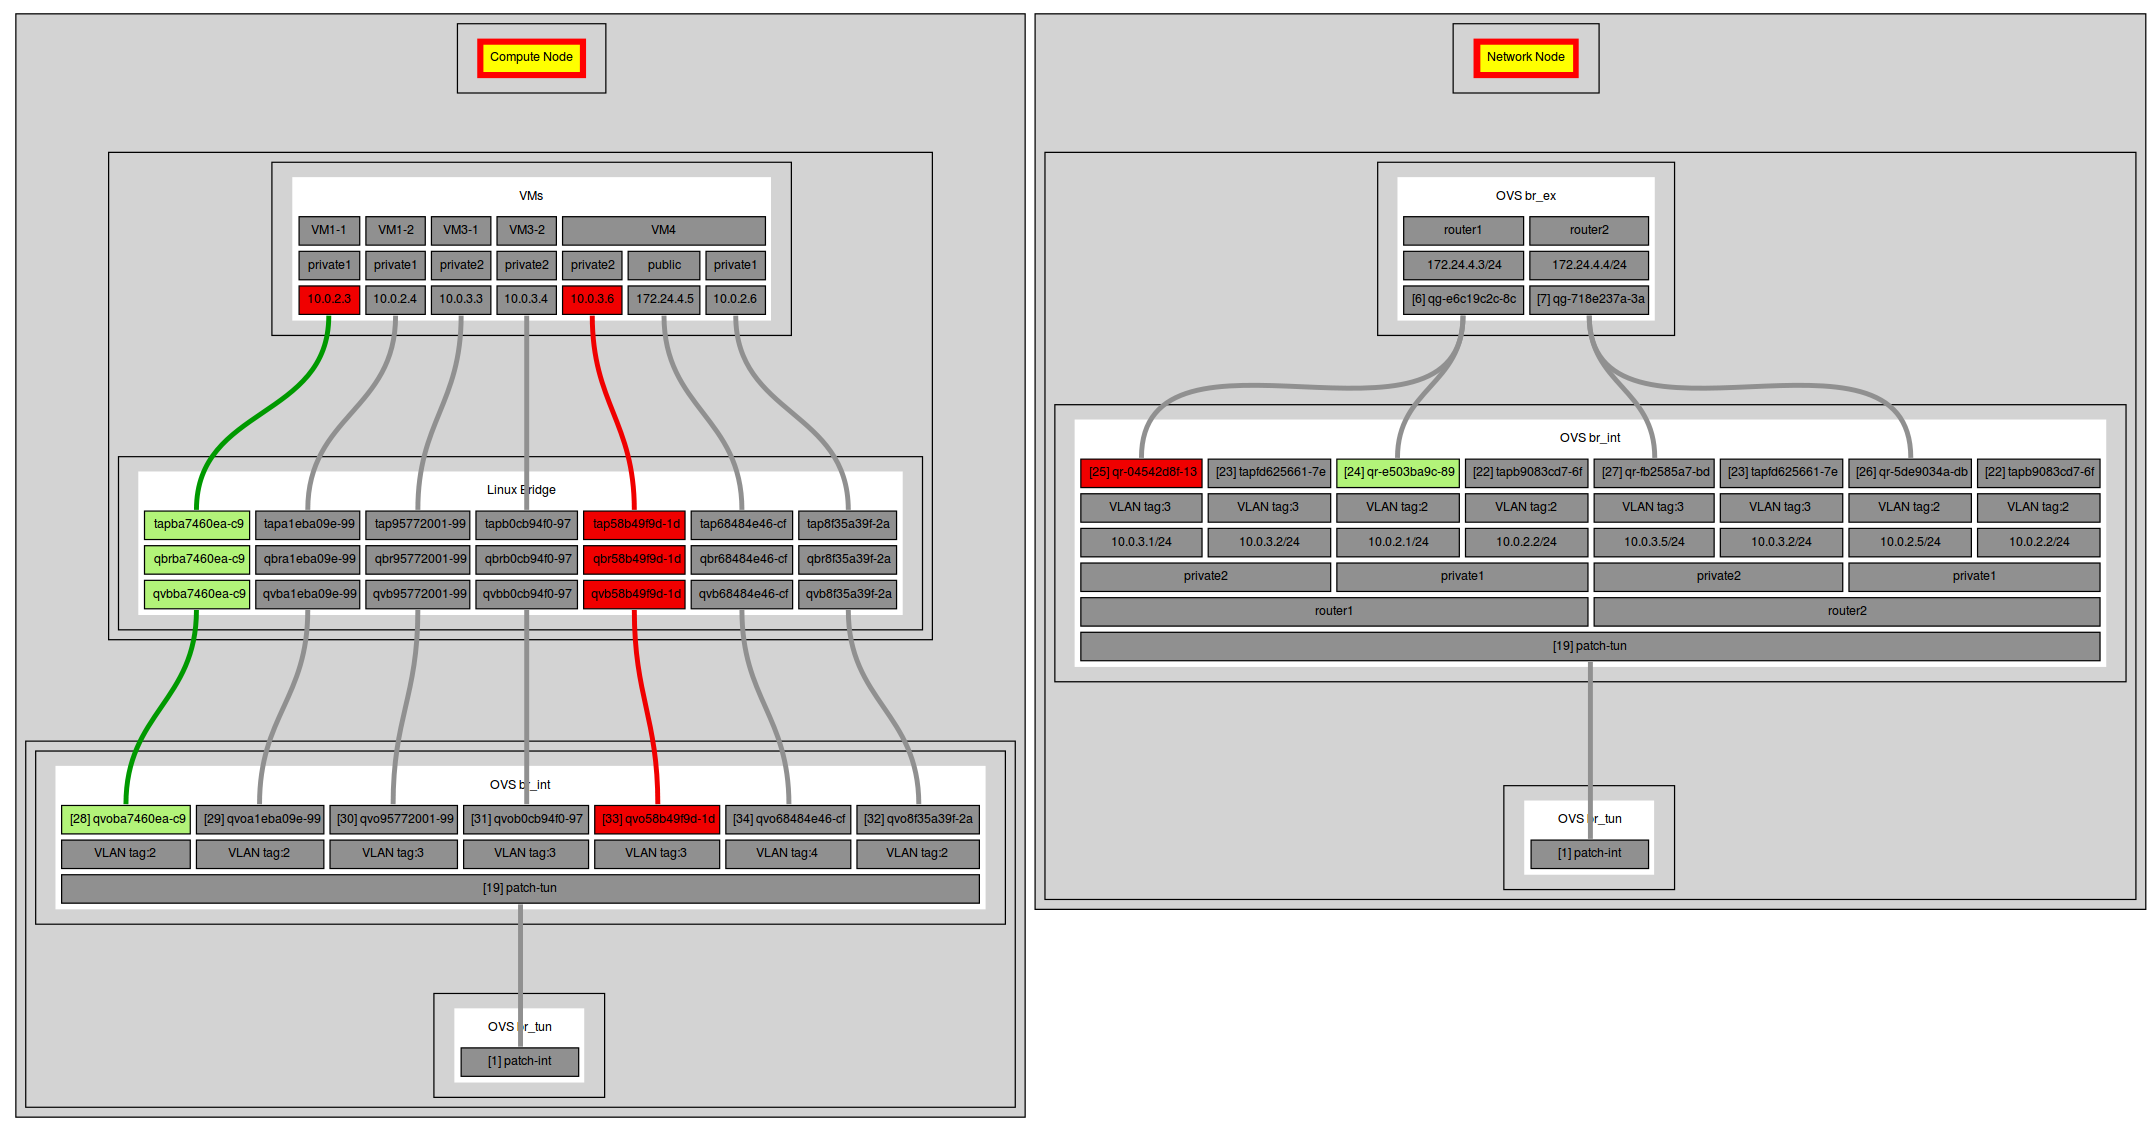 Compute Node
VMs
VM1-1 VM1-2 VM3-1 VM3-2 VM4
private1 private1 private2 private2 private2 public private1
10.0.2.3 10.0.2.4 10.0.3.3 10.0.3.4 10.0.3.6 172.24.4.5 10.0.2.6
Linux Bridge
tapba7460ea-c9 tapa1eba09e-99 tap95772001-99 tapb0cb94f0-97 tap58b49f9d-1d tap68484e46-cf tap8f35a39f-2a
qbrba7460ea-c9 qbra1eba09e-99 qbr95772001-99 qbrb0cb94f0-97 qbr58b49f9d-1d qbr68484e46-cf qbr8f35a39f-2a
qvbba7460ea-c9 qvba1eba09e-99 qvb95772001-99 qvbb0cb94f0-97 qvb58b49f9d-1d qvb68484e46-cf qvb8f35a39f-2a
OVS br_int
[28] qvoba7460ea-c9 [29] qvoa1eba09e-99 [30] qvo95772001-99 [31] qvob0cb94f0-97 [33] qvo58b49f9d-1d [34] qvo68484e46-cf [32] qvo8f35a39f-2a
VLAN tag:2 VLAN tag:2 VLAN tag:3 VLAN tag:3 VLAN tag:3 VLAN tag:4 VLAN tag:2
[19] patch-tun
OVS br_tun
[1] patch-int
Network Node
OVS br_ex
router1 router2
172.24.4.3/24 172.24.4.4/24
[6] qg-e6c19c2c-8c [7] qg-718e237a-3a
OVS br_int
[25] qr-04542d8f-13 [23] tapfd625661-7e [24] qr-e503ba9c-89 [22] tapb9083cd7-6f [27] qr-fb2585a7-bd [23] tapfd625661-7e [26] qr-5de9034a-db [22] tapb9083cd7-6f
VLAN tag:3 VLAN tag:3 VLAN tag:2 VLAN tag:2 VLAN tag:3 VLAN tag:3 VLAN tag:2 VLAN tag:2
10.0.3.1/24 10.0.3.2/24 10.0.2.1/24 10.0.2.2/24 10.0.3.5/24 10.0.3.2/24 10.0.2.5/24 10.0.2.2/24
private2 private1 private2 private1
router1 router2
[19] patch-tun
OVS br_tun
[1] patch-int